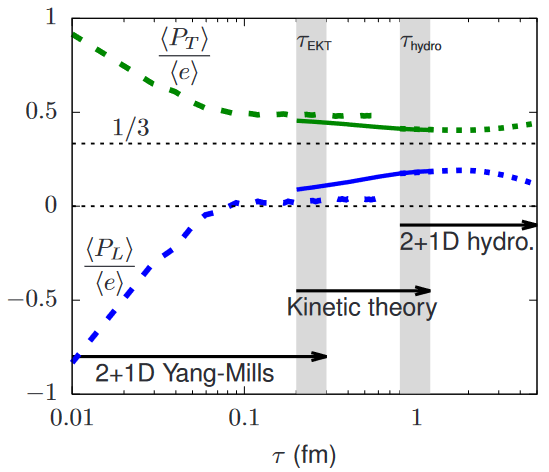 1
0.5
0
−0.5
−1
⟨P_T⟩
⟨e⟩
τ_EKT
τ_hydro
1/3
⟨P_L⟩
⟨e⟩
2+1D hydro.
Kinetic theory
2+1D Yang-Mills
0.01
0.1
1
τ (fm)